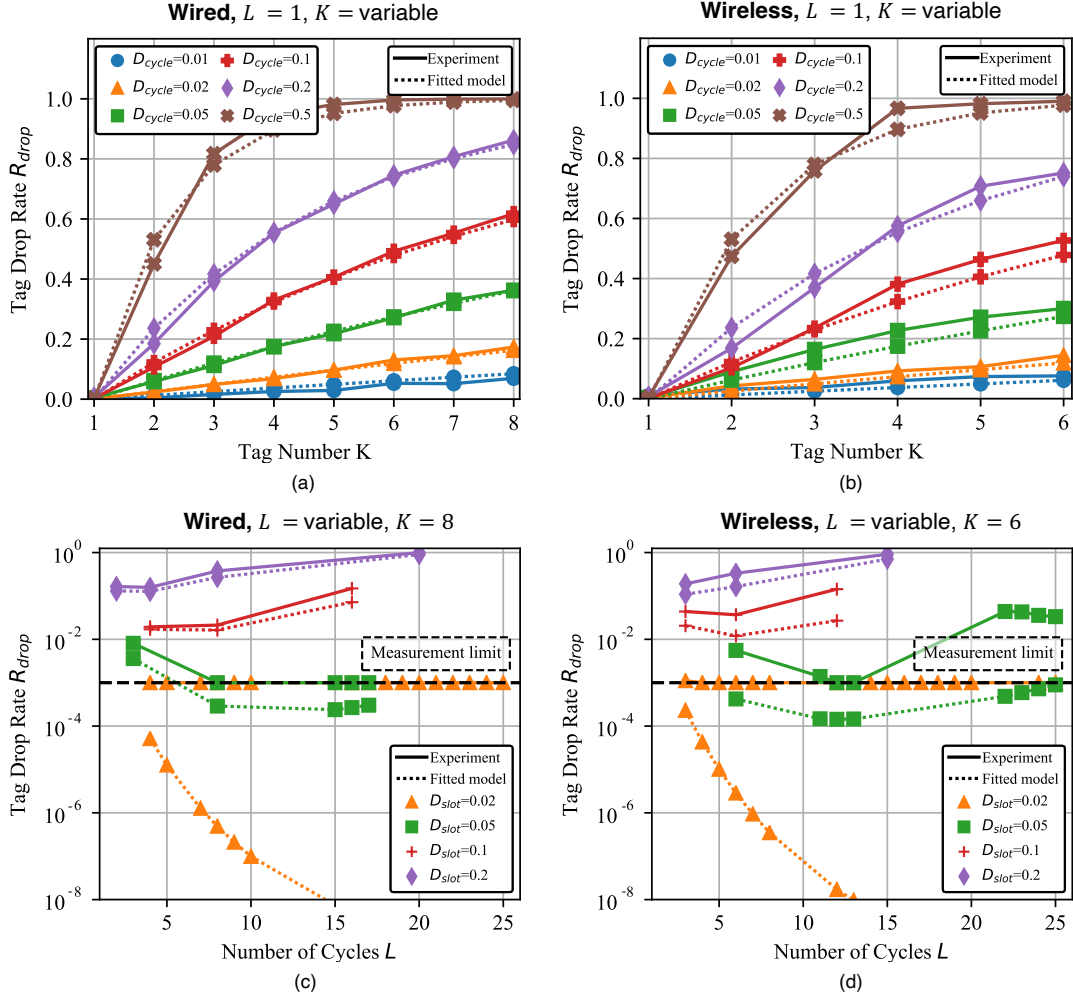 Wired, L = 1, K = variable
D_cycle=0.01
D_cycle=0.02
D_cycle=0.05
D_cycle=0.1
D_cycle=0.2
D_cycle=0.5
Experiment
Fitted model
Tag Drop Rate R_drop
1.0
0.8
0.6
0.4
0.2
0.0
1 2 3 4 5 6 7 8
Tag Number K
(a)
Wireless, L = 1, K = variable
D_cycle=0.01
D_cycle=0.02
D_cycle=0.05
D_cycle=0.1
D_cycle=0.2
D_cycle=0.5
Experiment
Fitted model
Tag Drop Rate R_drop
1.0
0.8
0.6
0.4
0.2
0.0
1 2 3 4 5 6
Tag Number K
(b)
Wired, L = variable, K = 8
Tag Drop Rate R_drop
10^0
10^-2
10^-4
10^-6
10^-8
Measurement limit
Experiment
Fitted model
D_slot=0.02
D_slot=0.05
D_slot=0.1
D_slot=0.2
5 10 15 20 25
Number of Cycles L
(c)
Wireless, L = variable, K = 6
Tag Drop Rate R_drop
10^0
10^-2
10^-4
10^-6
10^-8
Measurement limit
Experiment
Fitted model
D_slot=0.02
D_slot=0.05
D_slot=0.1
D_slot=0.2
5 10 15 20 25
Number of Cycles L
(d)